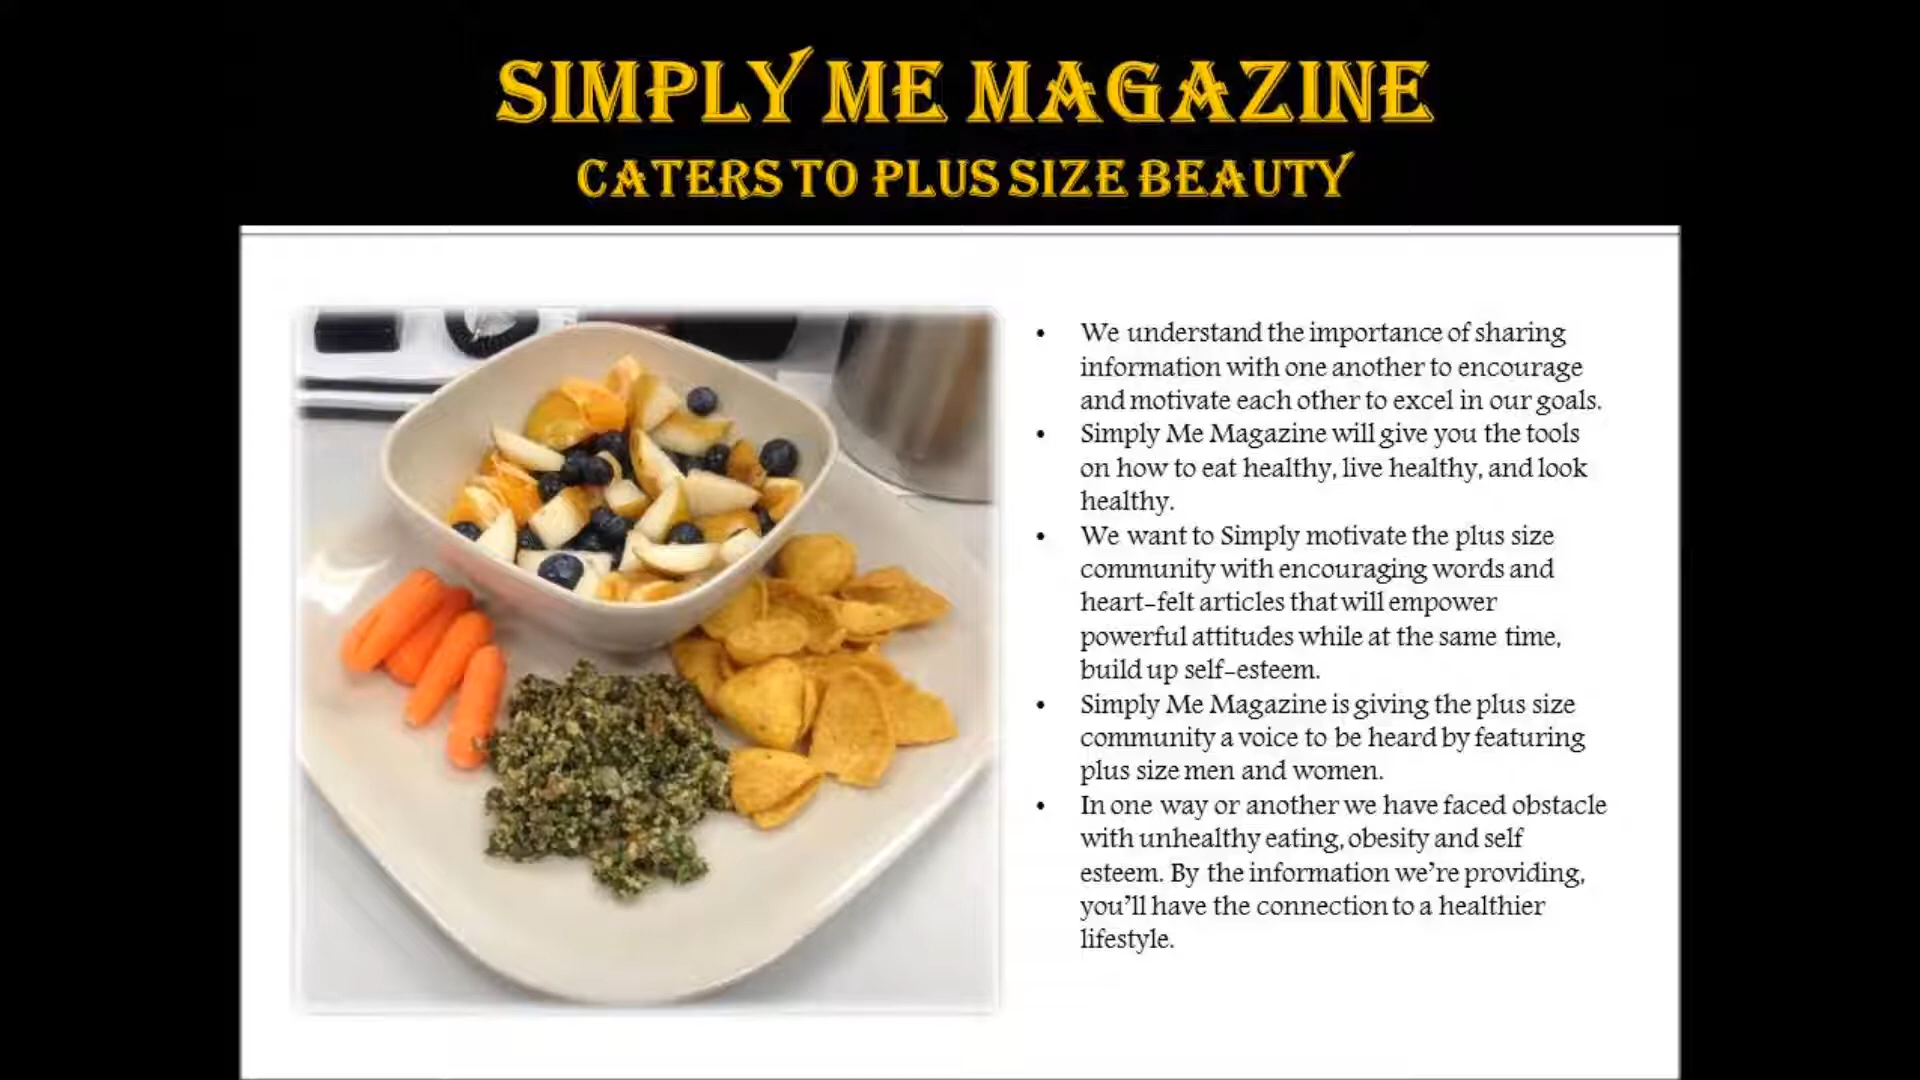 SIMPLY ME MAGAZINE
CATERS TO PLUS SIZE BEAUTY
• We understand the importance of sharing
information with one another to encourage
and motivate each other to excel in our goals.
• Simply Me Magazine will give you the tools
on how to eat healthy, live healthy, and look
healthy.
• We want to Simply motivate the plus size
community with encouraging words and
heart-felt articles that will empower
powerful attitudes while at the same time,
build up self-esteem.
• Simply Me Magazine is giving the plus size
community a voice to be heard by featuring
plus size men and women.
• In one way or another we have faced obstacle
with unhealthy eating, obesity and self
esteem. By the information we're providing,
you'll have the connection to a healthier
lifestyle.